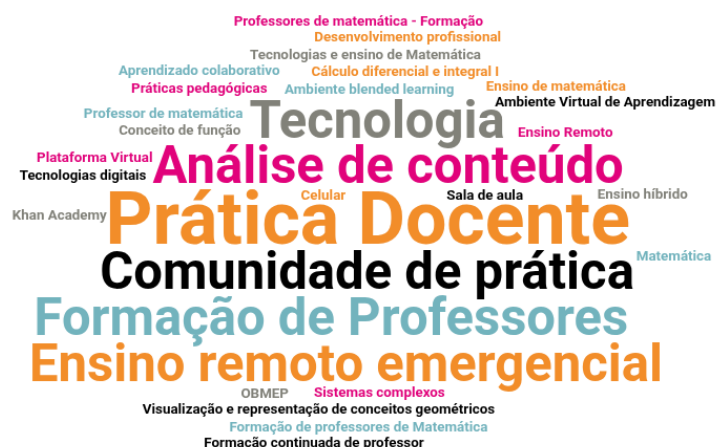 Professores de matemática - Formação
Desenvolvimento profissional
Tecnologias e ensino de Matemática
Aprendizado colaborativo
Cálculo diferencial e integral I
Práticas pedagógicas
Ambiente blended learning
Ensino de matemática
Ambiente Virtual de Aprendizagem
Professor de matemática
Tecnologia
Conceito de função
Ensino Remoto
Plataforma Virtual
Análise de conteúdo
Tecnologias digitais
Celular
Sala de aula
Ensino híbrido
Khan Academy
Prática Docente
Comunidade de prática
Matemática
Formação de Professores
Ensino remoto emergencial
OBMEP
Sistemas complexos
Visualização e representação de conceitos geométricos
Formação de professores de Matemática
Formação continuada de professor